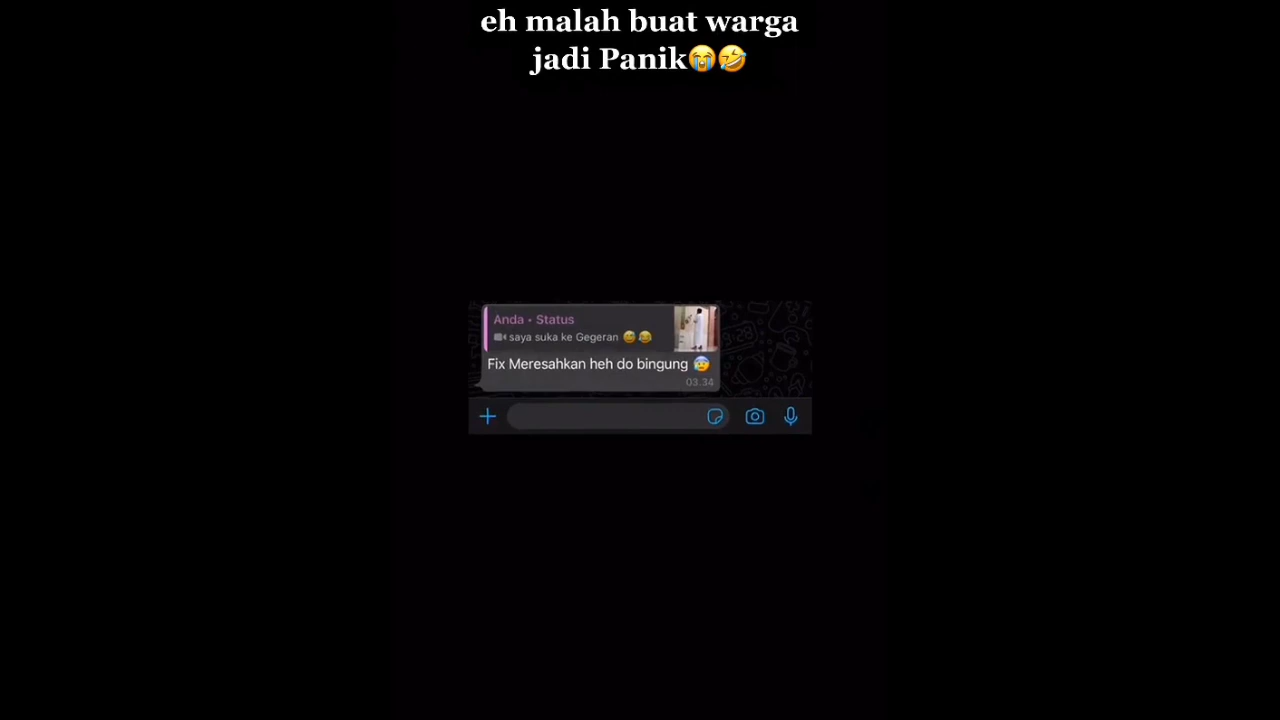 eh malah buat warga
jadi Panik😭🤣
Anda • Status
saya suka ke Gegeran 😅😂
Fix Meresahkan heh do bingung 😰
03.34